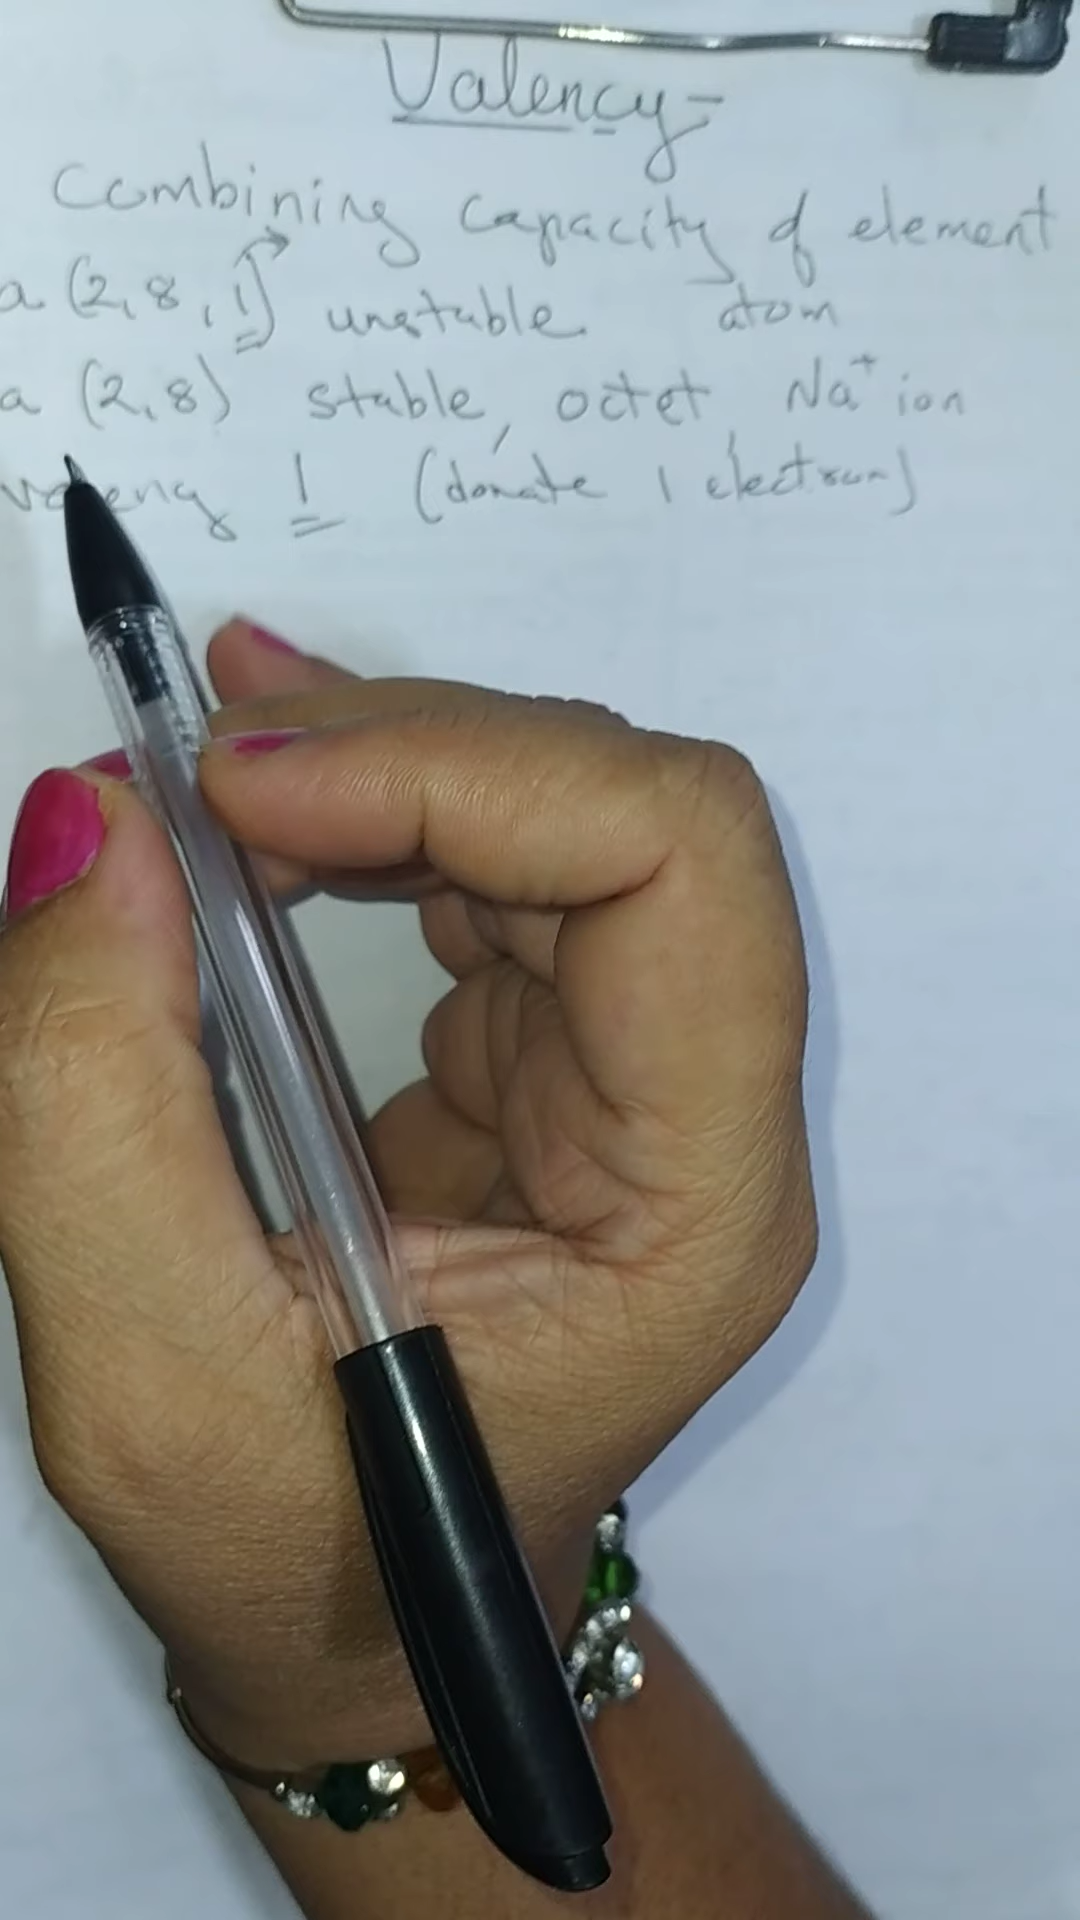 Valency-
Combining capacity of element
a (2,8,1) unstable atom
a (2,8) stable, octet Na+ ion
1 (donate 1 electron)